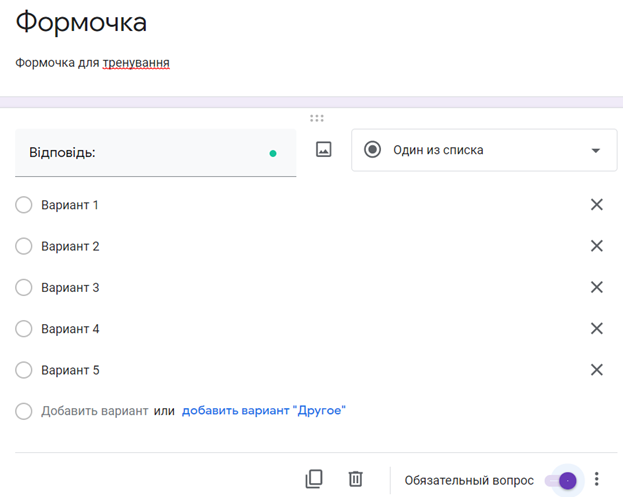 Формочка
Формочка для тренування
Відповідь:
Один из списка
Вариант 1
Вариант 2
Вариант 3
Вариант 4
Вариант 5
Добавить вариант или добавить вариант "Другое"
Обязательный вопрос